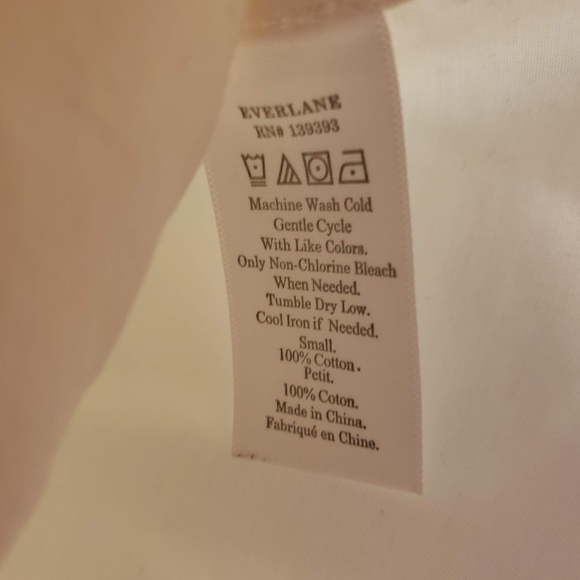 EVERLANE
RN# 139393
Machine Wash Cold
Gentle Cycle
With Like Colors.
Only Non-Chlorine Bleach
When Needed.
Tumble Dry Low.
Cool Iron if Needed.
Small.
100% Cotton.
Petit.
100% Coton.
Made in China.
Fabriqué en Chine.